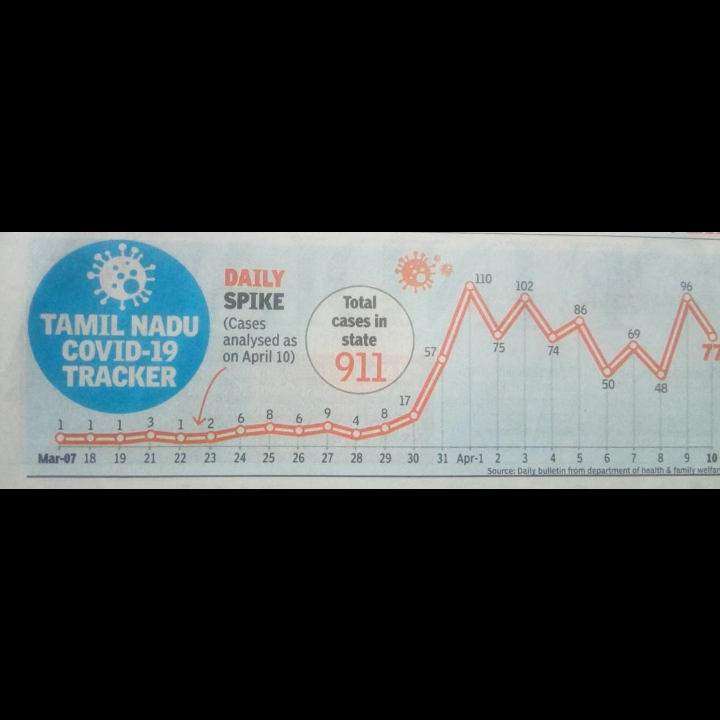 TAMIL NADU
COVID-19
TRACKER
DAILY
SPIKE
(Cases
analysed as
on April 10)
Total
cases in
state
911
1 1 1 3 1 2 6 8 6 9 4 8 17 57 110 75 102 74 86 50 69 48 96 77
Mar-07 18 19 21 22 23 24 25 26 27 28 29 30 31 Apr-1 2 3 4 5 6 7 8 9 10
Source: Daily bulletin from department of health & family welfar